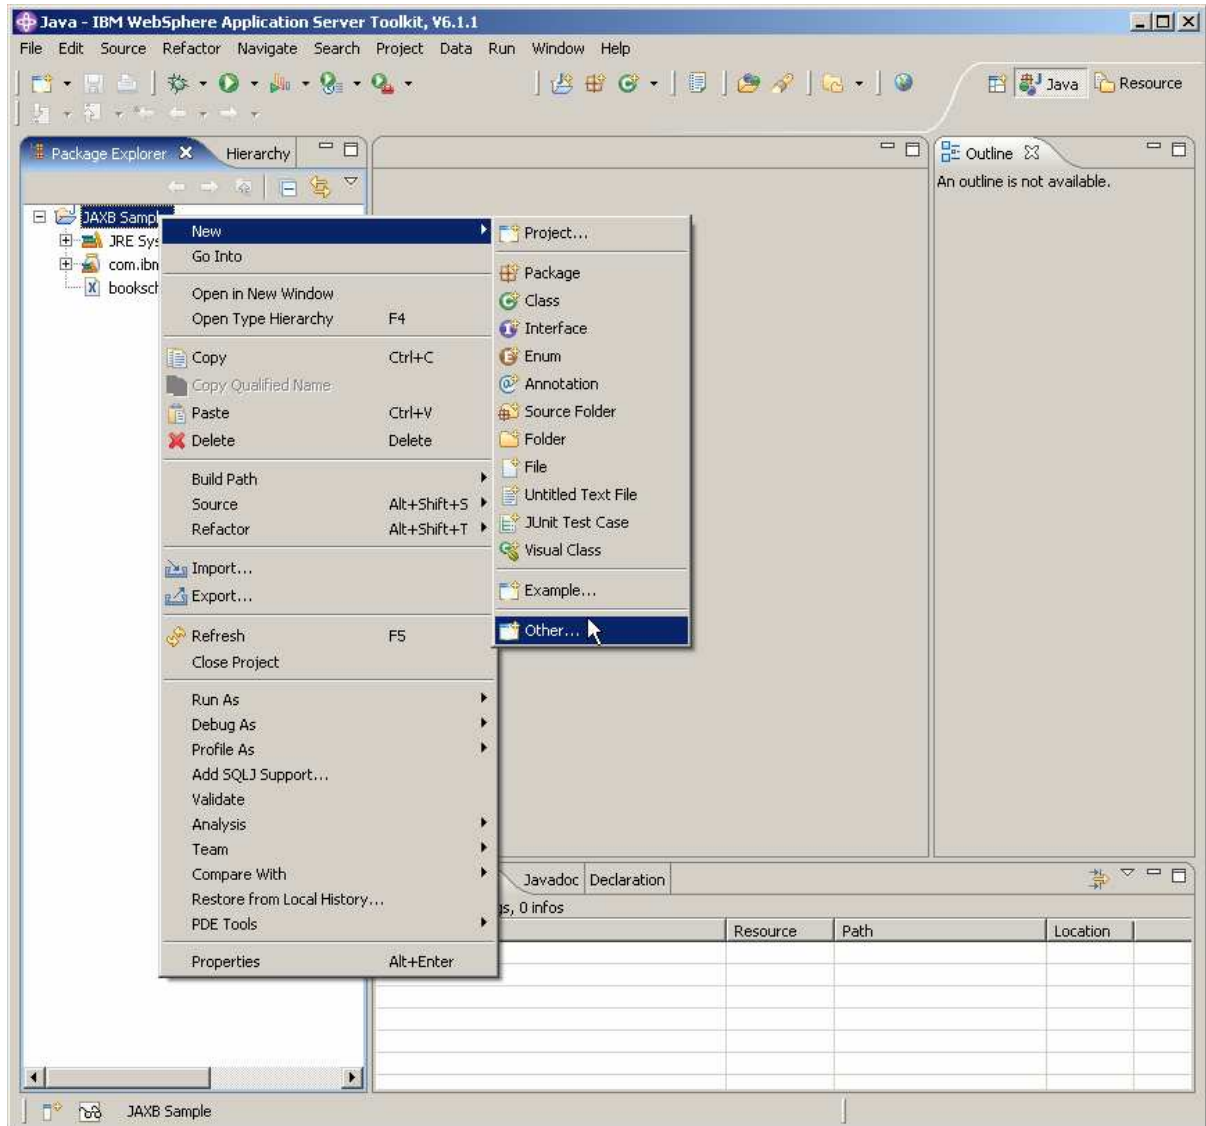 Java - IBM WebSphere Application Server Toolkit, V6.1.1
File Edit Source Refactor Navigate Search Project Data Run Window Help
Java Resource
Package Explorer Hierarchy
Outline
An outline is not available.
JAXB Sampl
JRE Sys
com.ibn
booksch
New
Go Into
Open in New Window
Open Type Hierarchy F4
Copy Ctrl+C
Copy Qualified Name
Paste Ctrl+V
Delete Delete
Build Path
Source Alt+Shift+S
Refactor Alt+Shift+T
Import...
Export...
Refresh F5
Close Project
Run As
Debug As
Profile As
Add SQLJ Support...
Validate
Analysis
Team
Compare With
Restore from Local History...
PDE Tools
Properties Alt+Enter
Project...
Package
Class
Interface
Enum
Annotation
Source Folder
Folder
File
Untitled Text File
JUnit Test Case
Visual Class
Example...
Other...
Javadoc Declaration
gs, 0 infos
Resource Path Location
JAXB Sample